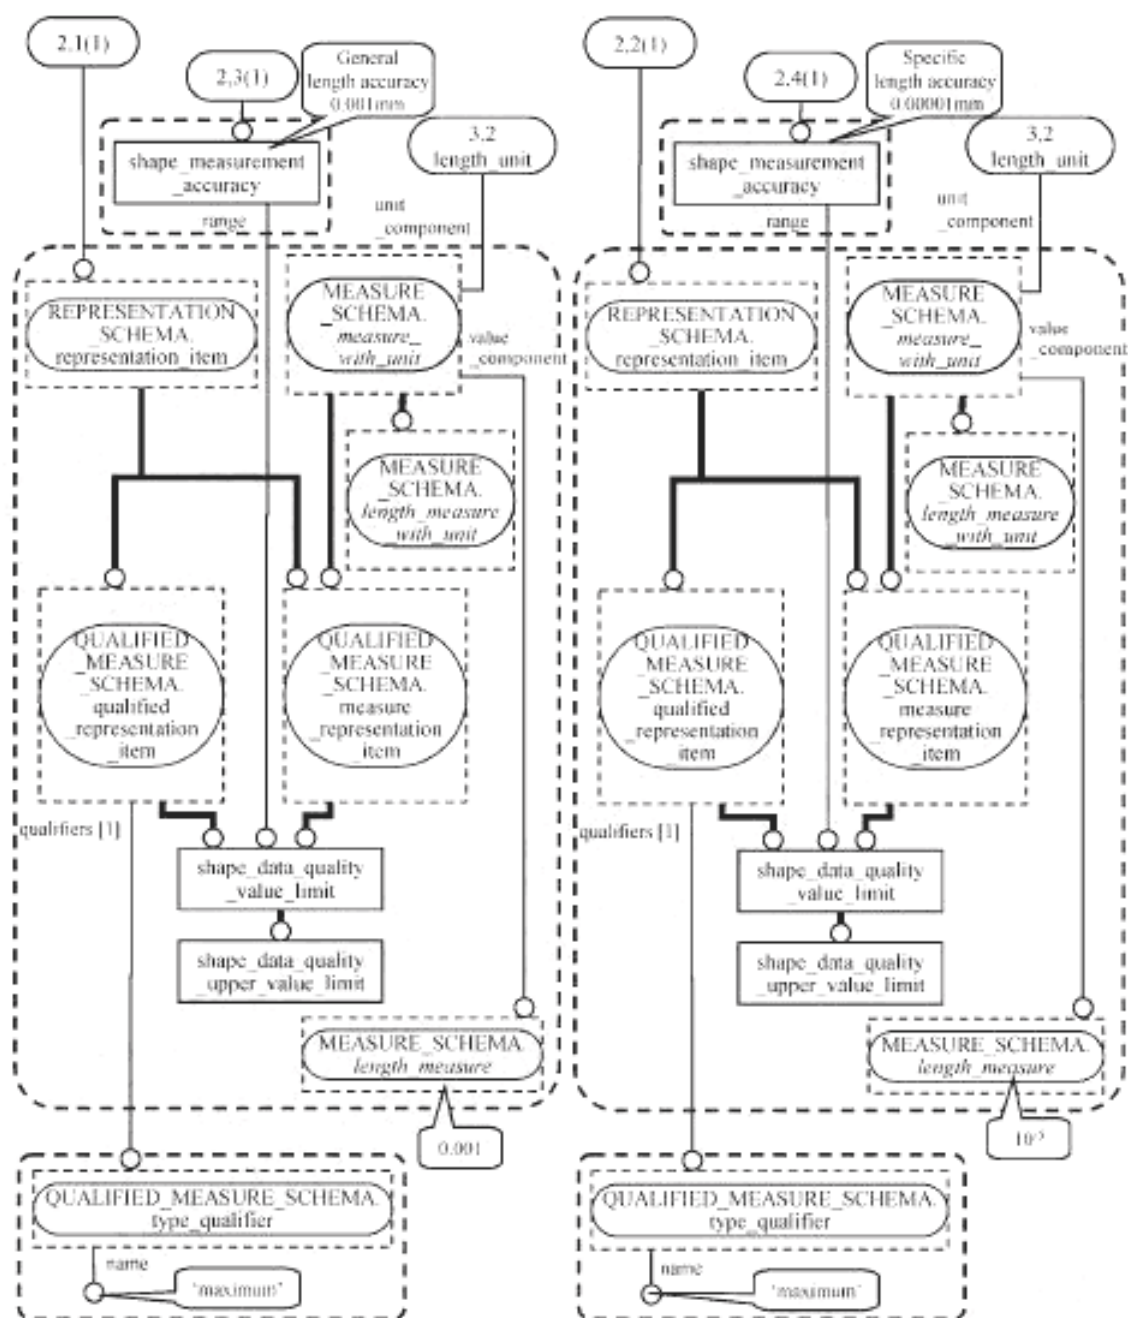 2,1(1)
2,3(1)
General
length accuracy
0.001mm
3,2
length_unit
shape_measurement
_accuracy
range
unit
_component
REPRESENTATION
_SCHEMA.
representation_item
MEASURE
_SCHEMA.
measure_
with_unit
value
_component
MEASURE
_SCHEMA.
length_measure
_with_unit
QUALIFIED
_MEASURE
_SCHEMA.
qualified
_representation
_item
QUALIFIED
_MEASURE
_SCHEMA.
measure
_representation
_item
qualifiers [1]
shape_data_quality
_value_limit
shape_data_quality
_upper_value_limit
MEASURE_SCHEMA.
length_measure
0.001
QUALIFIED_MEASURE_SCHEMA.
type_qualifier
name
'maximum'
2,2(1)
2,4(1)
Specific
length accuracy
0.00001mm
3,2
length_unit
shape_measurement
_accuracy
range
unit
_component
REPRESENTATION
_SCHEMA.
representation_item
MEASURE
_SCHEMA.
measure_
with_unit
value
_component
MEASURE
_SCHEMA.
length_measure
_with_unit
QUALIFIED
_MEASURE
_SCHEMA.
qualified
_representation
_item
QUALIFIED
_MEASURE
_SCHEMA.
measure
_representation
_item
qualifiers [1]
shape_data_quality
_value_limit
shape_data_quality
_upper_value_limit
MEASURE_SCHEMA.
length_measure
10⁻⁵
QUALIFIED_MEASURE_SCHEMA.
type_qualifier
name
'maximum'